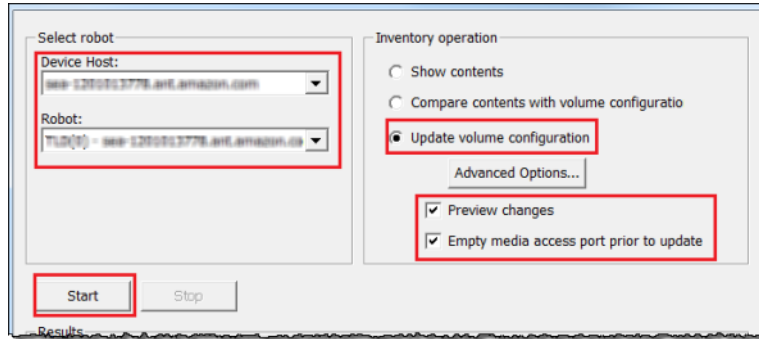 Select robot
Device Host:
Robot:
Start
Stop
Inventory operation
Show contents
Compare contents with volume configuratio
Update volume configuration
Advanced Options...
Preview changes
Empty media access port prior to update
Results